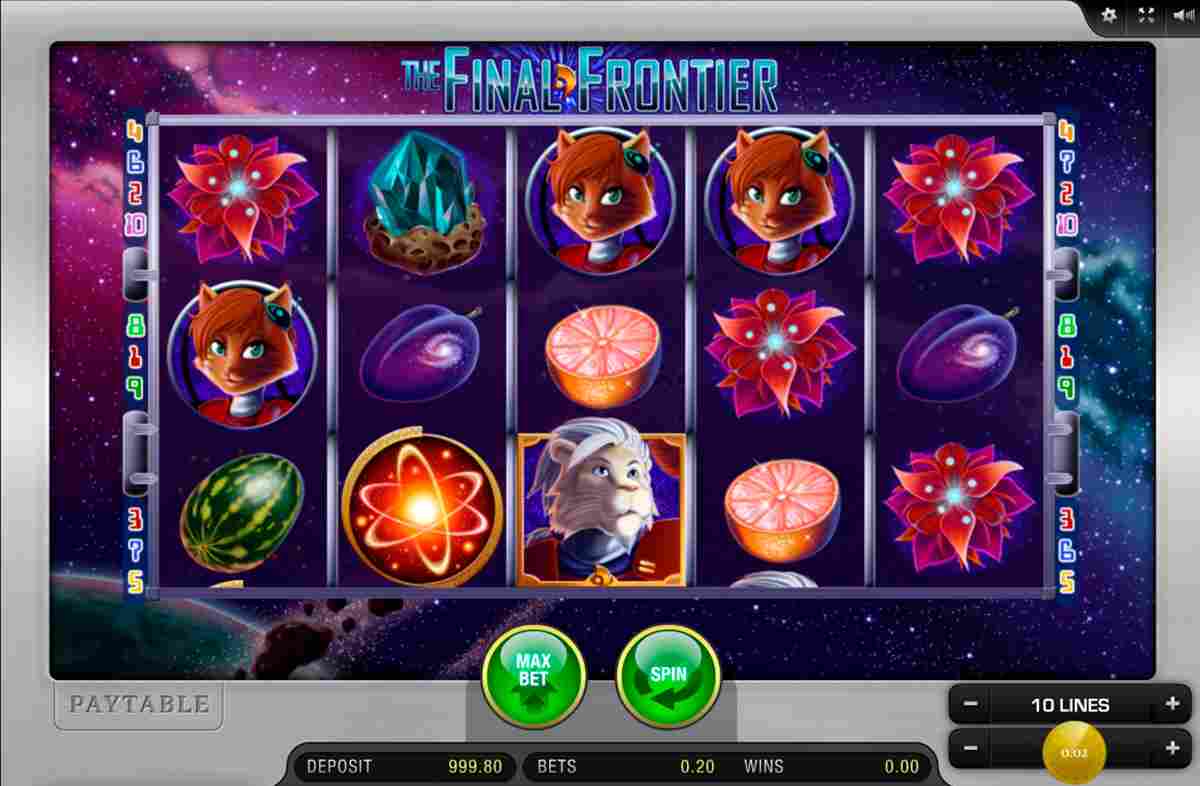 THE FINAL FRONTIER
4 4
6 7
2 2
10 10
8 8
1 1
9 9
3 3
7 6
5 5
MAX
BET
SPIN
PAYTABLE
10 LINES
0.02
DEPOSIT 999.80 BETS 0.20 WINS 0.00